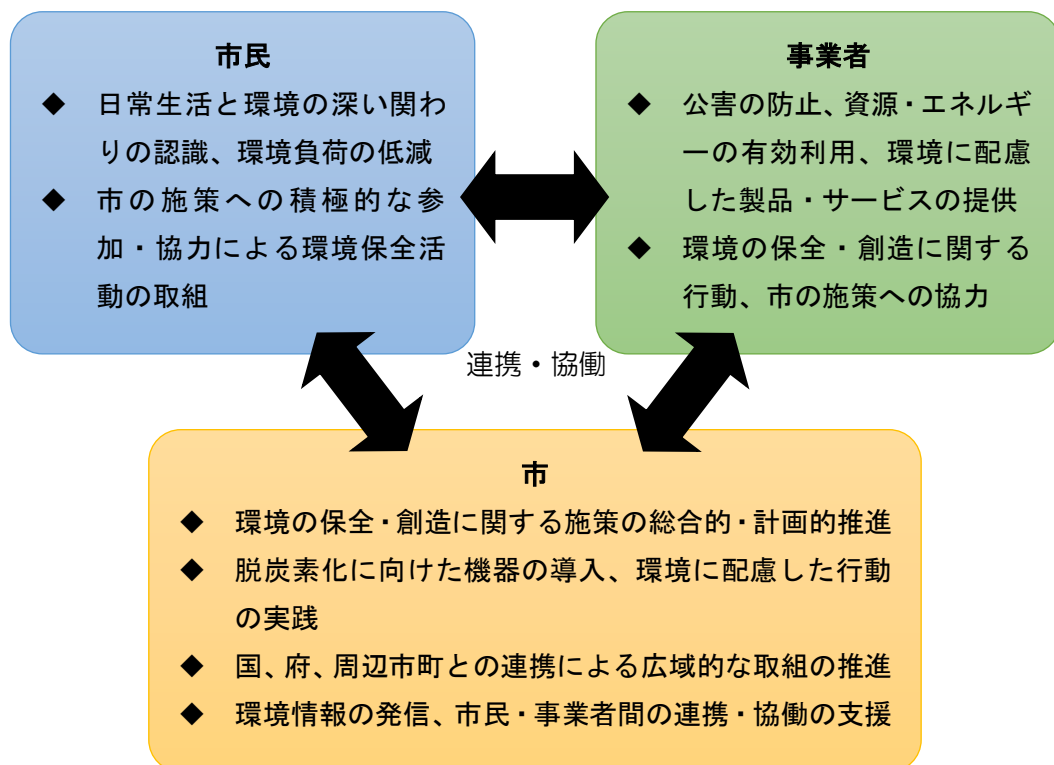 市民
◆ 日常生活と環境の深い関わ
りの認識、環境負荷の低減
◆ 市の施策への積極的な参
加・協力による環境保全活
動の取組
事業者
◆ 公害の防止、資源・エネルギ
ーの有効利用、環境に配慮
した製品・サービスの提供
◆ 環境の保全・創造に関する
行動、市の施策への協力
連携・協働
市
◆ 環境の保全・創造に関する施策の総合的・計画的推進
◆ 脱炭素化に向けた機器の導入、環境に配慮した行動
の実践
◆ 国、府、周辺市町との連携による広域的な取組の推進
◆ 環境情報の発信、市民・事業者間の連携・協働の支援